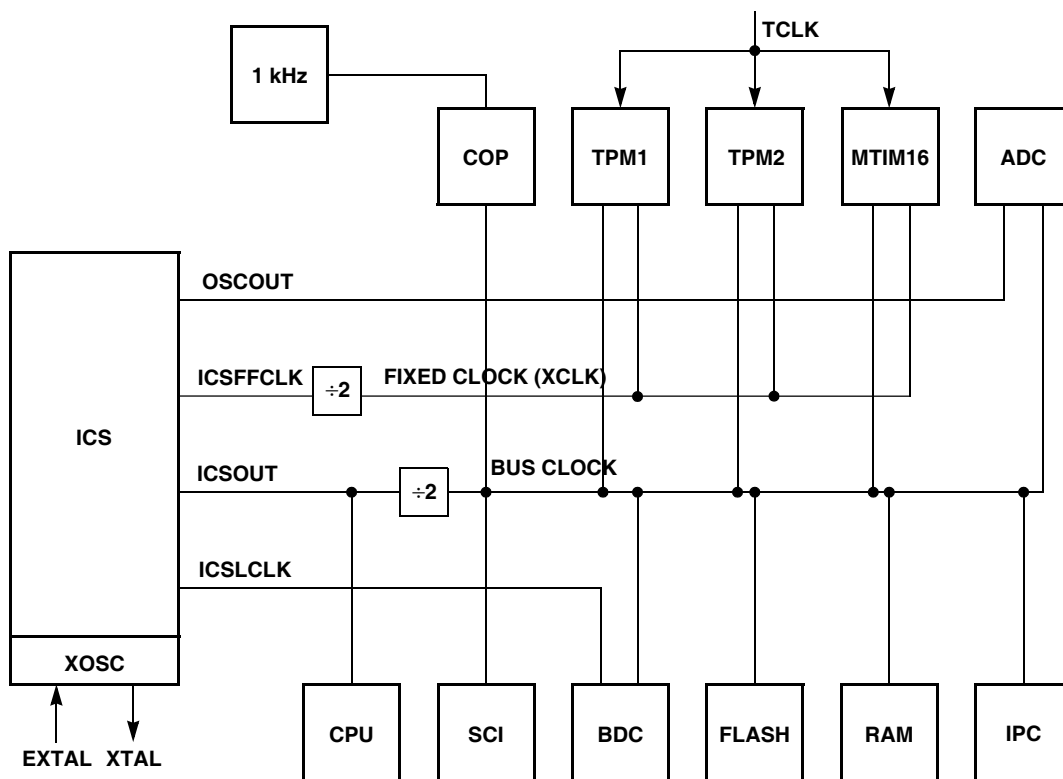 TCLK
1 kHz
COP
TPM1
TPM2
MTIM16
ADC
OSCOUT
ICSFFCLK
÷2
FIXED CLOCK (XCLK)
ICS
ICSOUT
÷2
BUS CLOCK
ICSLCLK
XOSC
CPU
SCI
BDC
FLASH
RAM
IPC
EXTAL
XTAL